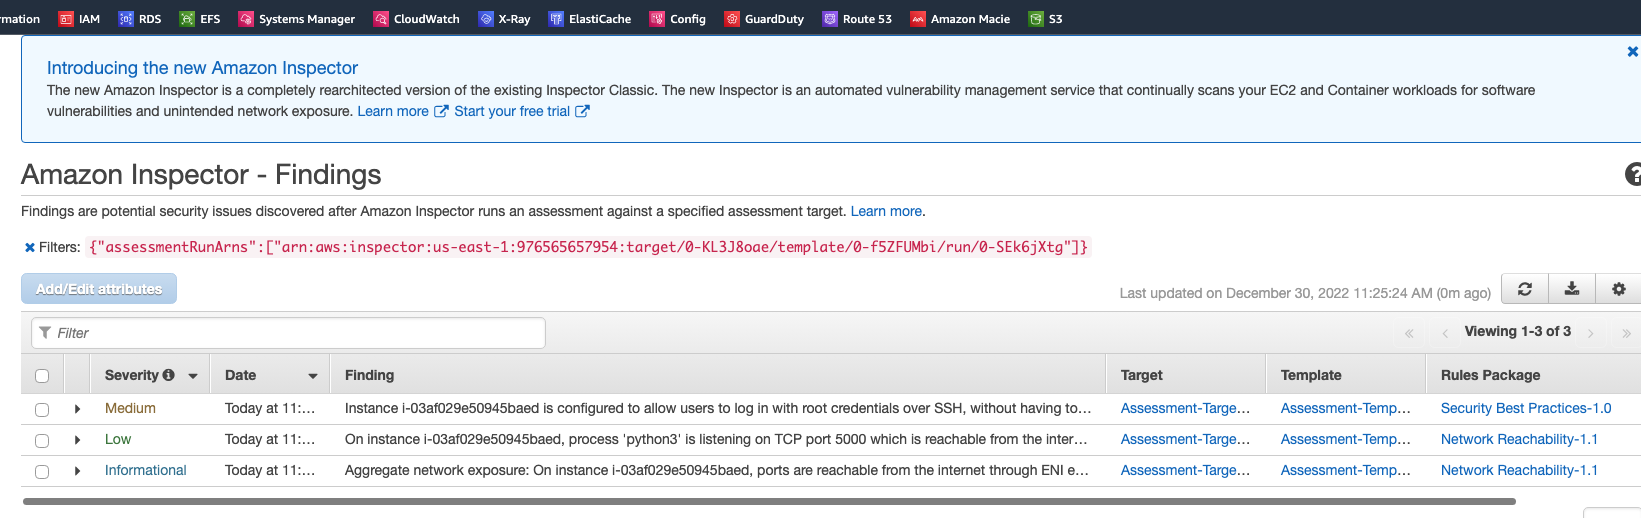 rmation IAM RDS EFS Systems Manager CloudWatch X-Ray ElastiCache Config GuardDuty Route 53 Amazon Macie S3
Introducing the new Amazon Inspector
The new Amazon Inspector is a completely rearchitected version of the existing Inspector Classic. The new Inspector is an automated vulnerability management service that continually scans your EC2 and Container workloads for software
vulnerabilities and unintended network exposure. Learn more Start your free trial
Amazon Inspector - Findings
Findings are potential security issues discovered after Amazon Inspector runs an assessment against a specified assessment target. Learn more.
Filters: {"assessmentRunArns":["arn:aws:inspector:us-east-1:976565657954:target/0-KL3J8oae/template/0-f5ZFUMbi/run/0-SEk6jXtg"]}
Add/Edit attributes
Last updated on December 30, 2022 11:25:24 AM (0m ago)
Filter
Viewing 1-3 of 3
Severity Date Finding Target Template Rules Package
Medium Today at 11:... Instance i-03af029e50945baed is configured to allow users to log in with root credentials over SSH, without having to... Assessment-Targe... Assessment-Temp... Security Best Practices-1.0
Low Today at 11:... On instance i-03af029e50945baed, process 'python3' is listening on TCP port 5000 which is reachable from the inter... Assessment-Targe... Assessment-Temp... Network Reachability-1.1
Informational Today at 11:... Aggregate network exposure: On instance i-03af029e50945baed, ports are reachable from the internet through ENI e... Assessment-Targe... Assessment-Temp... Network Reachability-1.1